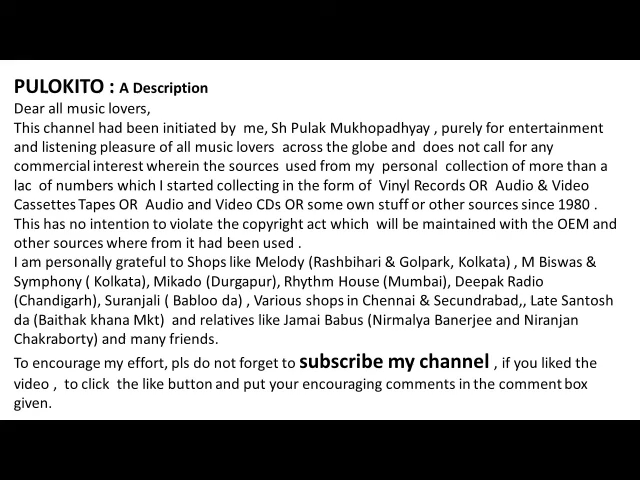 PULOKITO : A Description
Dear all music lovers,
This channel had been initiated by me, Sh Pulak Mukhopadhyay , purely for entertainment
and listening pleasure of all music lovers across the globe and does not call for any
commercial interest wherein the sources used from my personal collection of more than a
lac of numbers which I started collecting in the form of Vinyl Records OR Audio & Video
Cassettes Tapes OR Audio and Video CDs OR some own stuff or other sources since 1980 .
This has no intention to violate the copyright act which will be maintained with the OEM and
other sources where from it had been used .
I am personally grateful to Shops like Melody (Rashbihari & Golpark, Kolkata) , M Biswas &
Symphony ( Kolkata), Mikado (Durgapur), Rhythm House (Mumbai), Deepak Radio
(Chandigarh), Suranjali ( Babloo da) , Various shops in Chennai & Secundrabad,, Late Santosh
da (Baithak khana Mkt) and relatives like Jamai Babus (Nirmalya Banerjee and Niranjan
Chakraborty) and many friends.
To encourage my effort, pls do not forget to subscribe my channel , if you liked the
video , to click the like button and put your encouraging comments in the comment box
given.